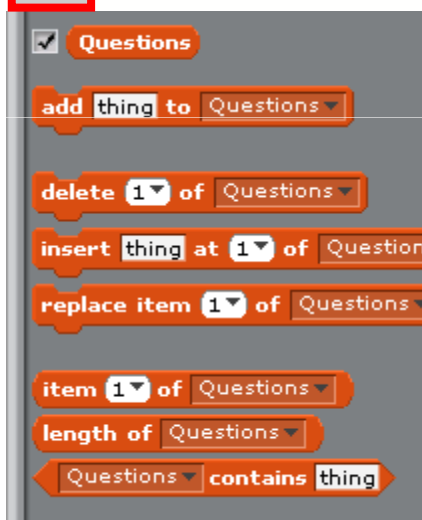 Questions
add thing to Questions
delete 1 of Questions
insert thing at 1 of Question
replace item 1 of Questions
item 1 of Questions
length of Questions
Questions contains thing